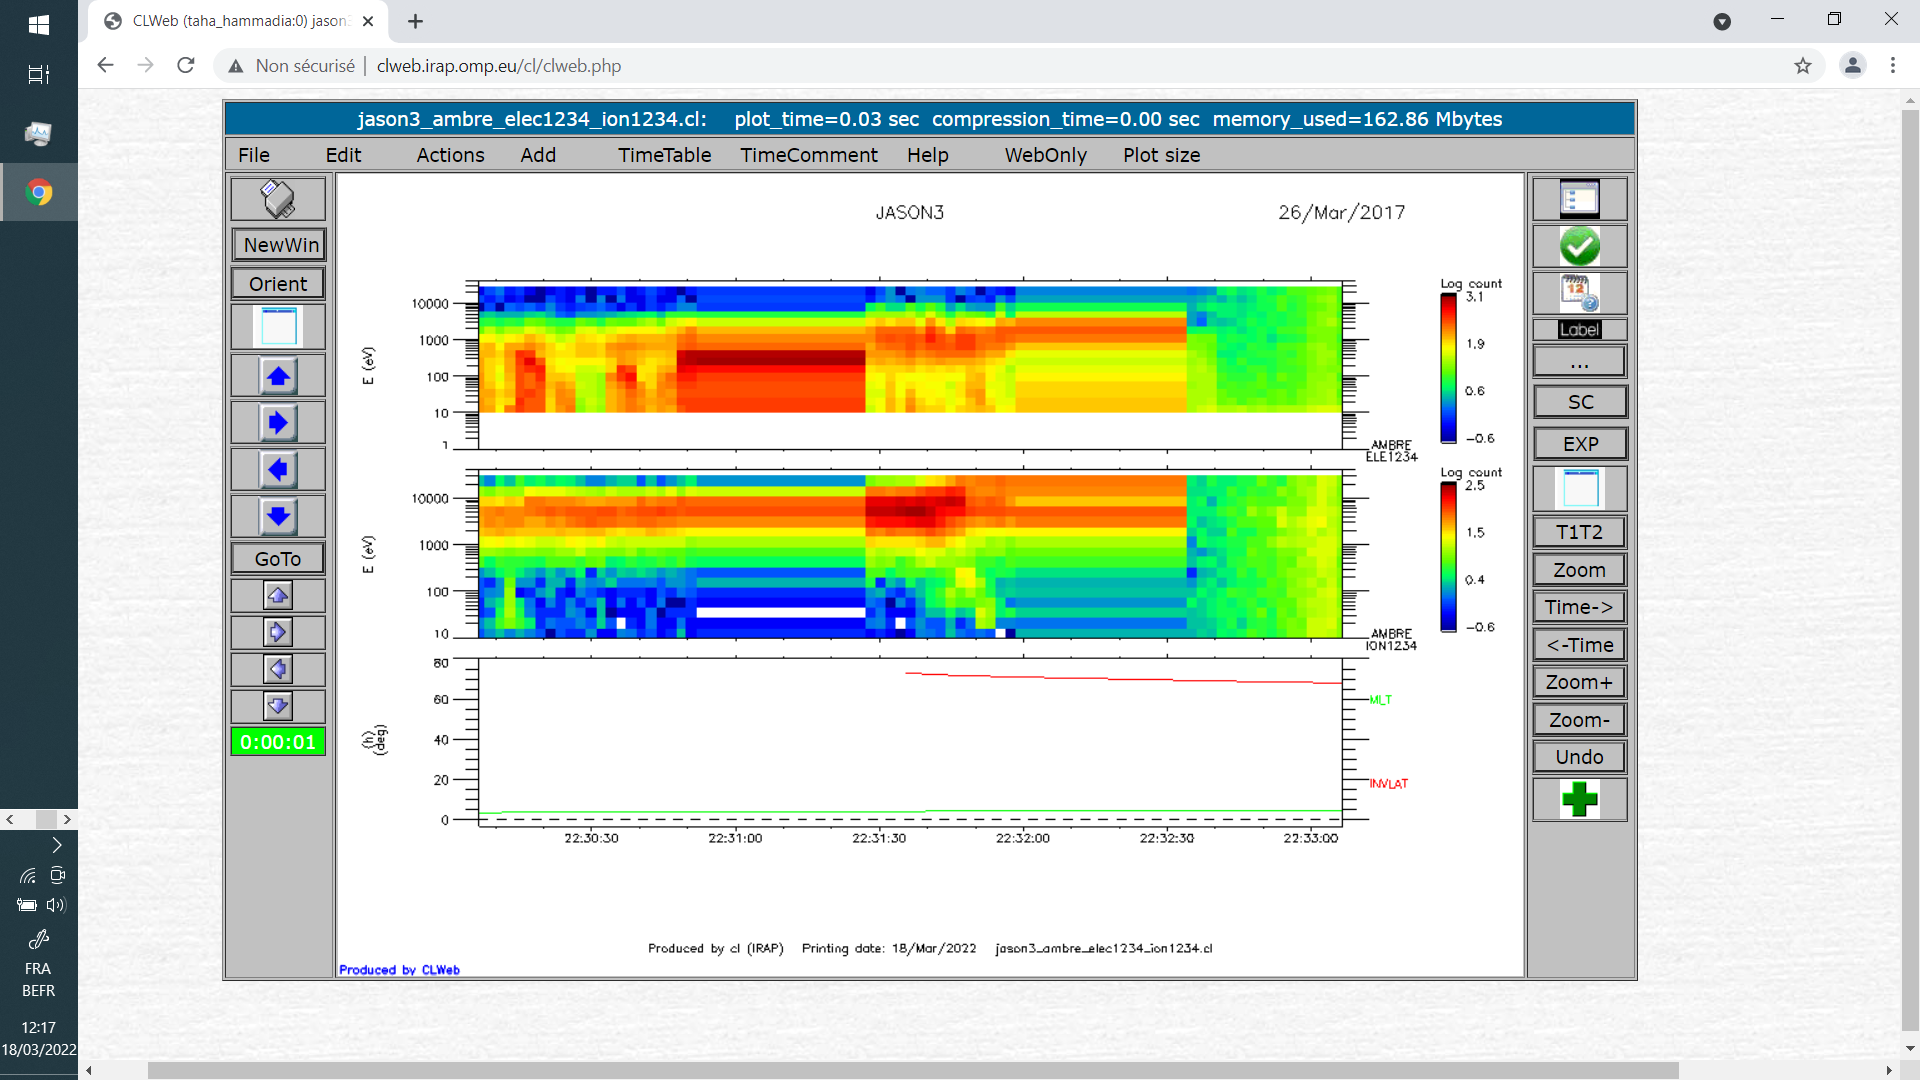 CLWeb (taha_hammadia:0) jason3
Non sécurisé | clweb.irap.omp.eu/cl/clweb.php
jason3_ambre_elec1234_ion1234.cl: plot_time=0.03 sec compression_time=0.00 sec memory_used=162.86 Mbytes
File Edit Actions Add TimeTable TimeComment Help WebOnly Plot size
NewWin
Orient
GoTo
0:00:01
JASON3 26/Mar/2017
10000
1000
100
10
1
E (eV)
Log count
3.1
1.9
0.6
-0.6
AMBRE
ELE1234
10000
1000
100
10
E (eV)
Log count
2.5
1.5
0.4
-0.6
AMBRE
ION1234
80
60
40
20
0
(h)
(deg)
MLT
INVLAT
22:30:30 22:31:00 22:31:30 22:32:00 22:32:30 22:33:00
Produced by cl (IRAP) Printing date: 18/Mar/2022 jason3_ambre_elec1234_ion1234.cl
Produced by CLWeb
12
Label
...
SC
EXP
T1T2
Zoom
Time->
<-Time
Zoom+
Zoom-
Undo
FRA
BEFR
12:17
18/03/2022